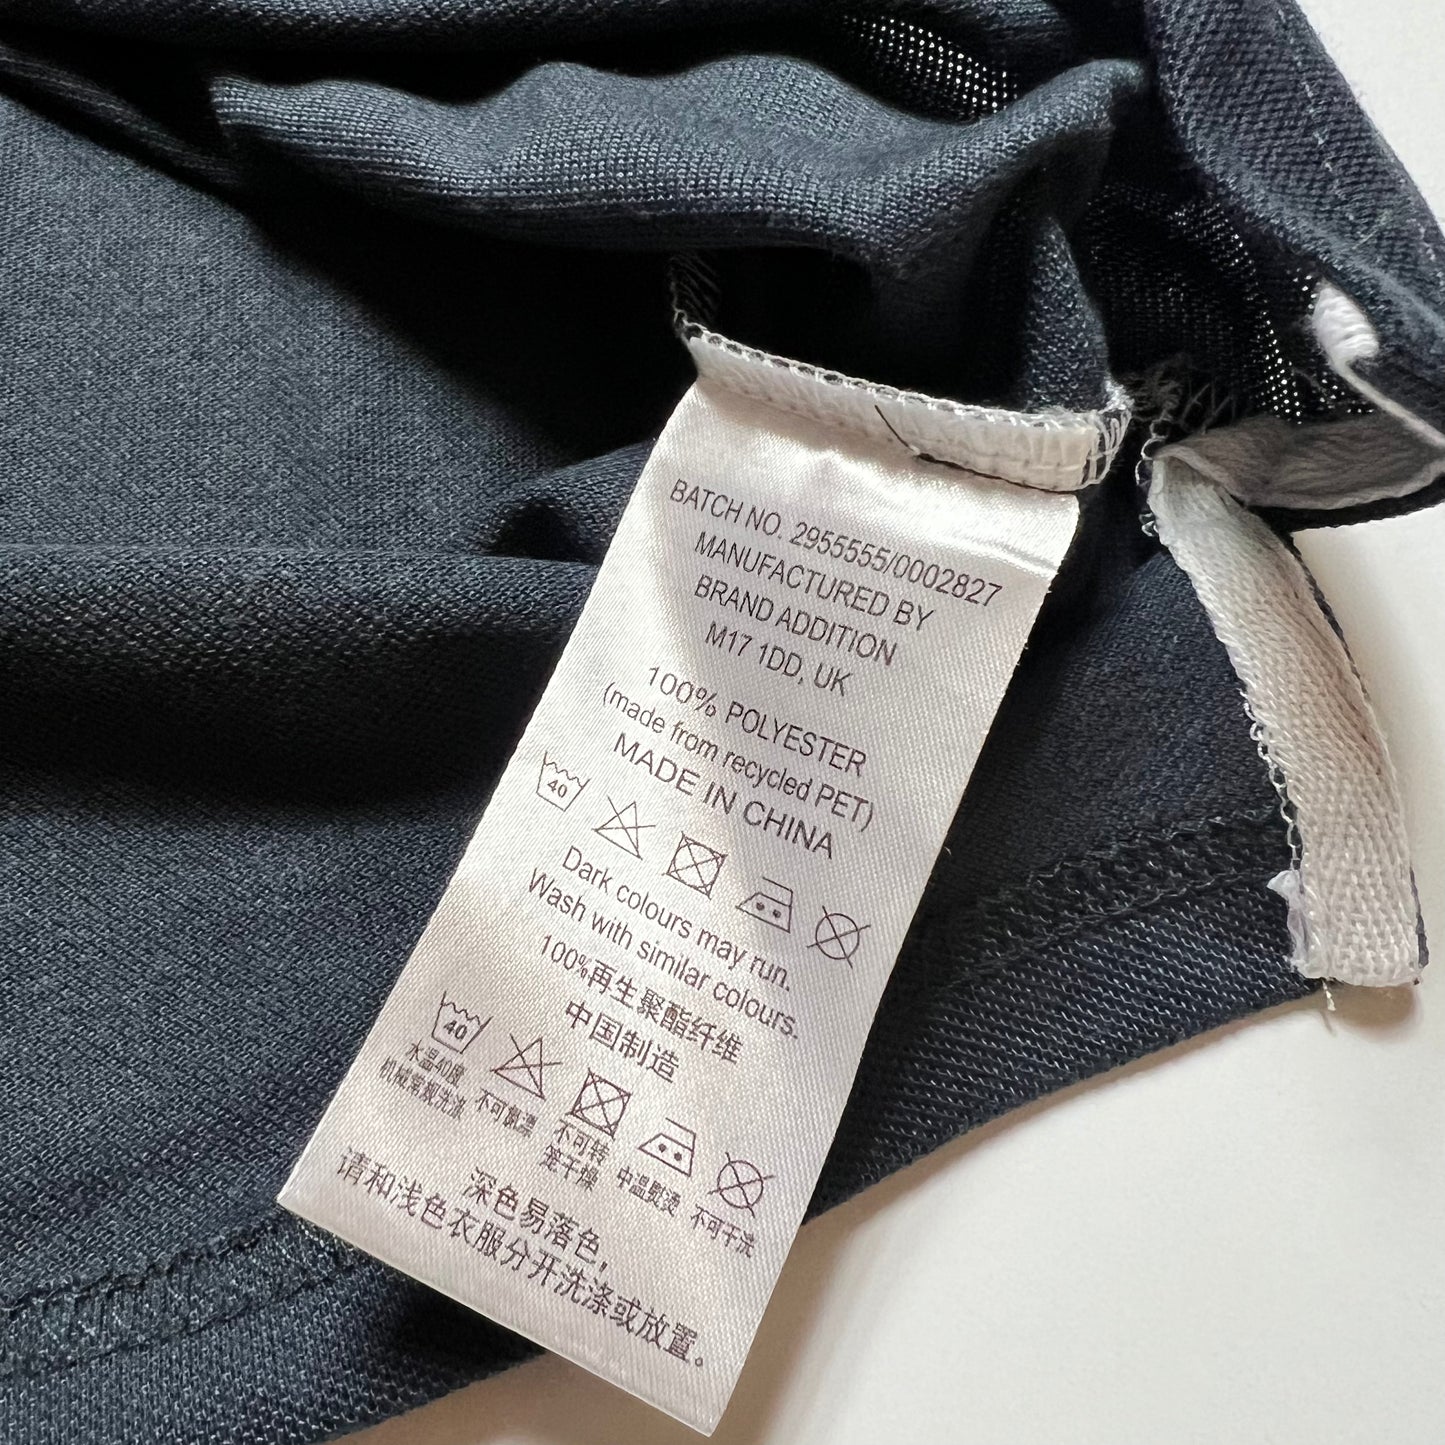 BATCH NO. 2955555/0002827
MANUFACTURED BY
BRAND ADDITION
M17 1DD, UK
100% POLYESTER
(made from recycled PET)
MADE IN CHINA
40
Dark colours may run.
Wash with similar colours.
100%再生聚酯纤维
中国制造
40
水温40度
机械常规洗涤
不可氯漂
不可转
笼干燥
中温熨烫
不可干洗
深色易落色，
请和浅色衣服分开洗涤或放置。